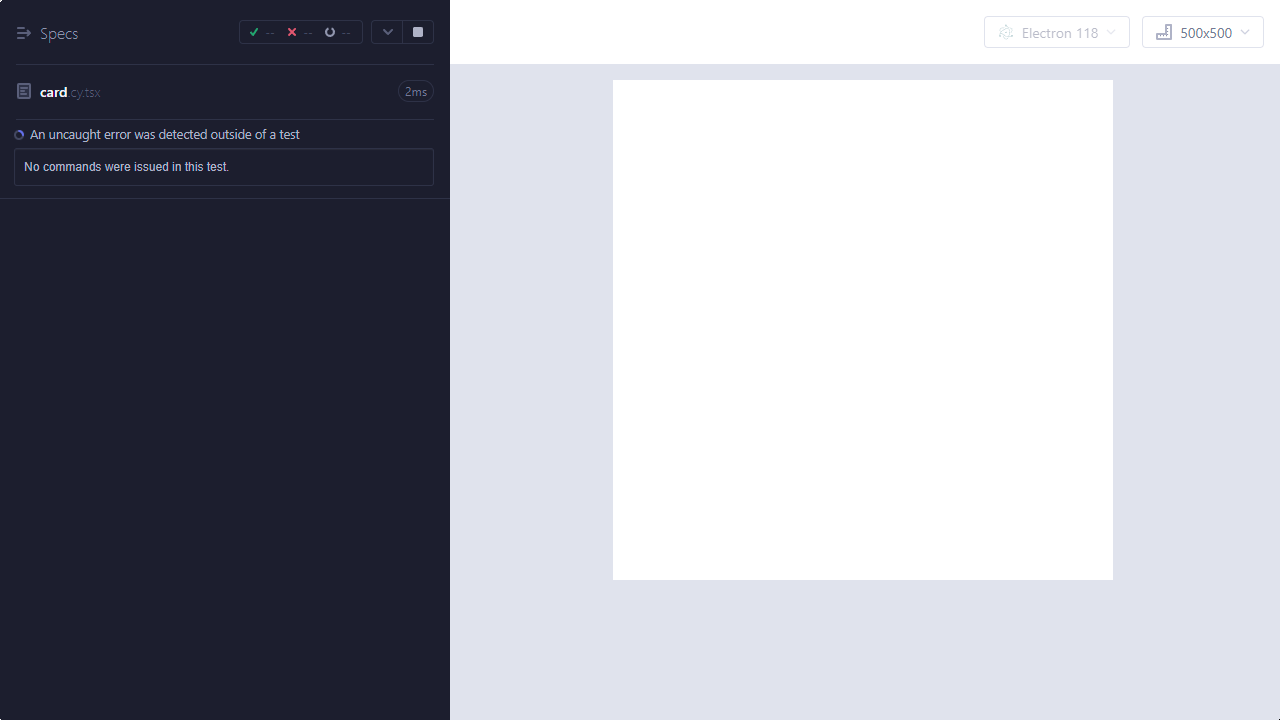 Specs
-- -- --
Electron 118
500x500
card.cy.tsx
2ms
An uncaught error was detected outside of a test
No commands were issued in this test.